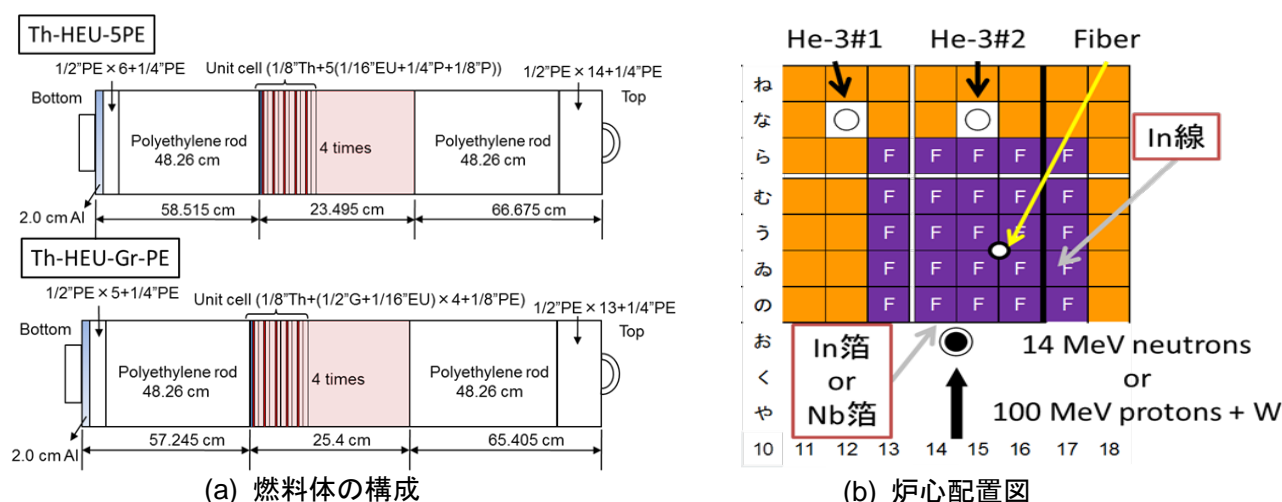 Th-HEU-5PE
1/2”PE×6+1/4”PE
Unit cell (1/8”Th+5(1/16”EU+1/4”P+1/8”P))
1/2”PE×14+1/4”PE
Bottom
Top
Polyethylene rod
48.26 cm
4 times
Polyethylene rod
48.26 cm
2.0 cm Al
58.515 cm
23.495 cm
66.675 cm
Th-HEU-Gr-PE
1/2”PE×5+1/4”PE
Unit cell (1/8”Th+(1/2”G+1/16”EU)×4+1/8”PE)
1/2”PE×13+1/4”PE
Bottom
Top
Polyethylene rod
48.26 cm
4 times
Polyethylene rod
48.26 cm
2.0 cm Al
57.245 cm
25.4 cm
65.405 cm
(a) 燃料体の構成
He-3#1 He-3#2 Fiber
ね
な
In線
ら F F F F F
む F F F F F
う F F F F F
ゐ F F F F F
の F F F F F
お
く
や
In箔
or
Nb箔
14 MeV neutrons
or
100 MeV protons + W
10 11 12 13 14 15 16 17 18
(b) 炉心配置図